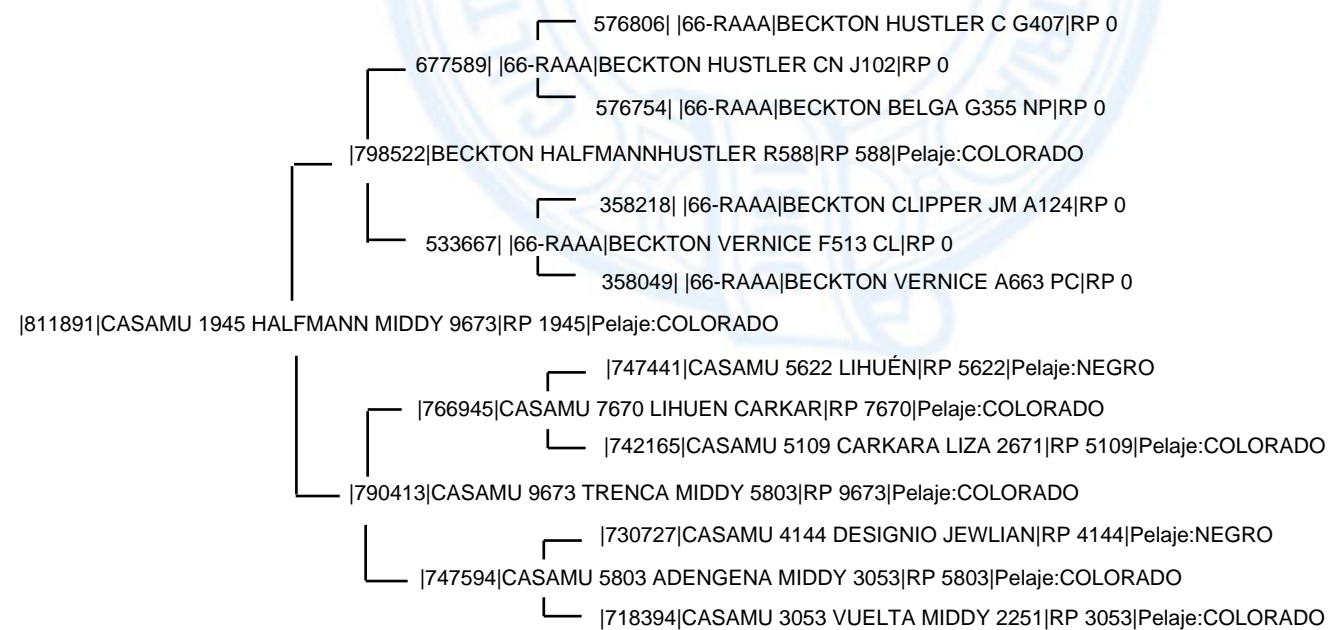 576806| |66-RAAA|BECKTON HUSTLER C G407|RP 0
677589| |66-RAAA|BECKTON HUSTLER CN J102|RP 0
576754| |66-RAAA|BECKTON BELGA G355 NP|RP 0
|798522|BECKTON HALFMANNHUSTLER R588|RP 588|Pelaje:COLORADO
358218| |66-RAAA|BECKTON CLIPPER JM A124|RP 0
533667| |66-RAAA|BECKTON VERNICE F513 CL|RP 0
358049| |66-RAAA|BECKTON VERNICE A663 PC|RP 0
|811891|CASAMU 1945 HALFMANN MIDDY 9673|RP 1945|Pelaje:COLORADO
|747441|CASAMU 5622 LIHUÉN|RP 5622|Pelaje:NEGRO
|766945|CASAMU 7670 LIHUEN CARKAR|RP 7670|Pelaje:COLORADO
|742165|CASAMU 5109 CARKARA LIZA 2671|RP 5109|Pelaje:COLORADO
|790413|CASAMU 9673 TRENCA MIDDY 5803|RP 9673|Pelaje:COLORADO
|730727|CASAMU 4144 DESIGNIO JEWLIAN|RP 4144|Pelaje:NEGRO
|747594|CASAMU 5803 ADENGENA MIDDY 3053|RP 5803|Pelaje:COLORADO
|718394|CASAMU 3053 VUELTA MIDDY 2251|RP 3053|Pelaje:COLORADO